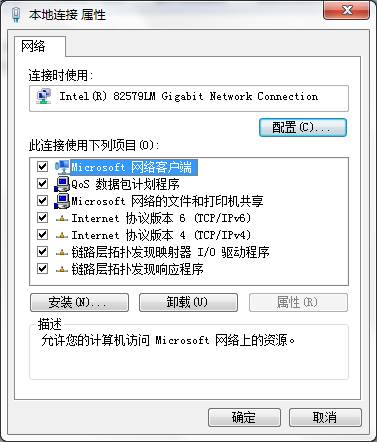 本地连接 属性
网络
连接时使用:
Intel(R) 82579LM Gigabit Network Connection
配置(C)...
此连接使用下列项目(O):
Microsoft 网络客户端
QoS 数据包计划程序
Microsoft 网络的文件和打印机共享
Internet 协议版本 6 (TCP/IPv6)
Internet 协议版本 4 (TCP/IPv4)
链路层拓扑发现映射器 I/O 驱动程序
链路层拓扑发现响应程序
安装(N)...
卸载(U)
属性(R)
描述
允许您的计算机访问 Microsoft 网络上的资源。
确定
取消